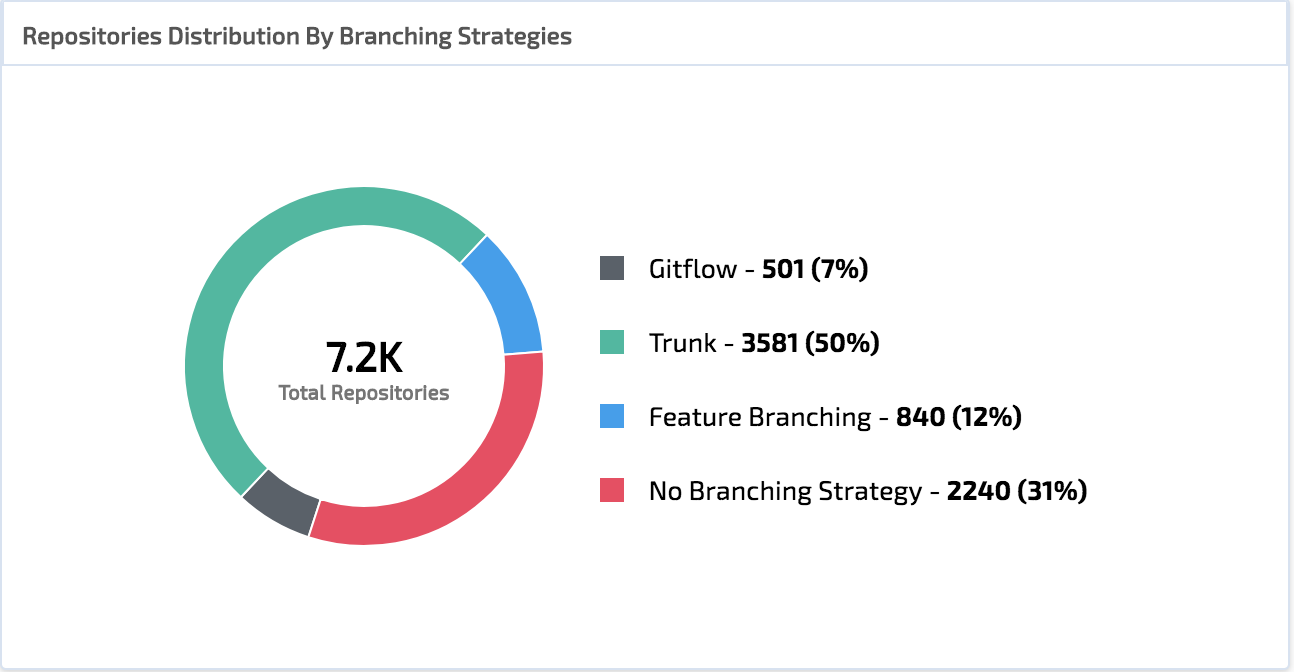 Repositories Distribution By Branching Strategies
7.2K
Total Repositories
Gitflow - 501 (7%)
Trunk - 3581 (50%)
Feature Branching - 840 (12%)
No Branching Strategy - 2240 (31%)